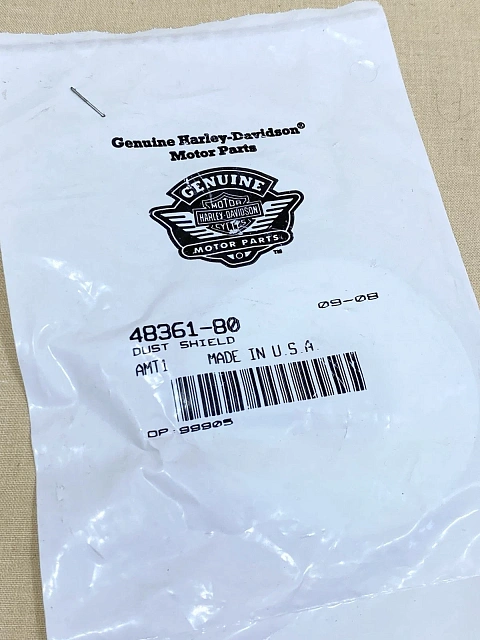 Genuine Harley-Davidson®
Motor Parts
GENUINE
MOTOR
HARLEY-DAVIDSON
CYCLES
MOTOR PARTS
TM
09-08
48361-80
DUST SHIELD
AMT1 MADE IN U.S.A.
OP 99905